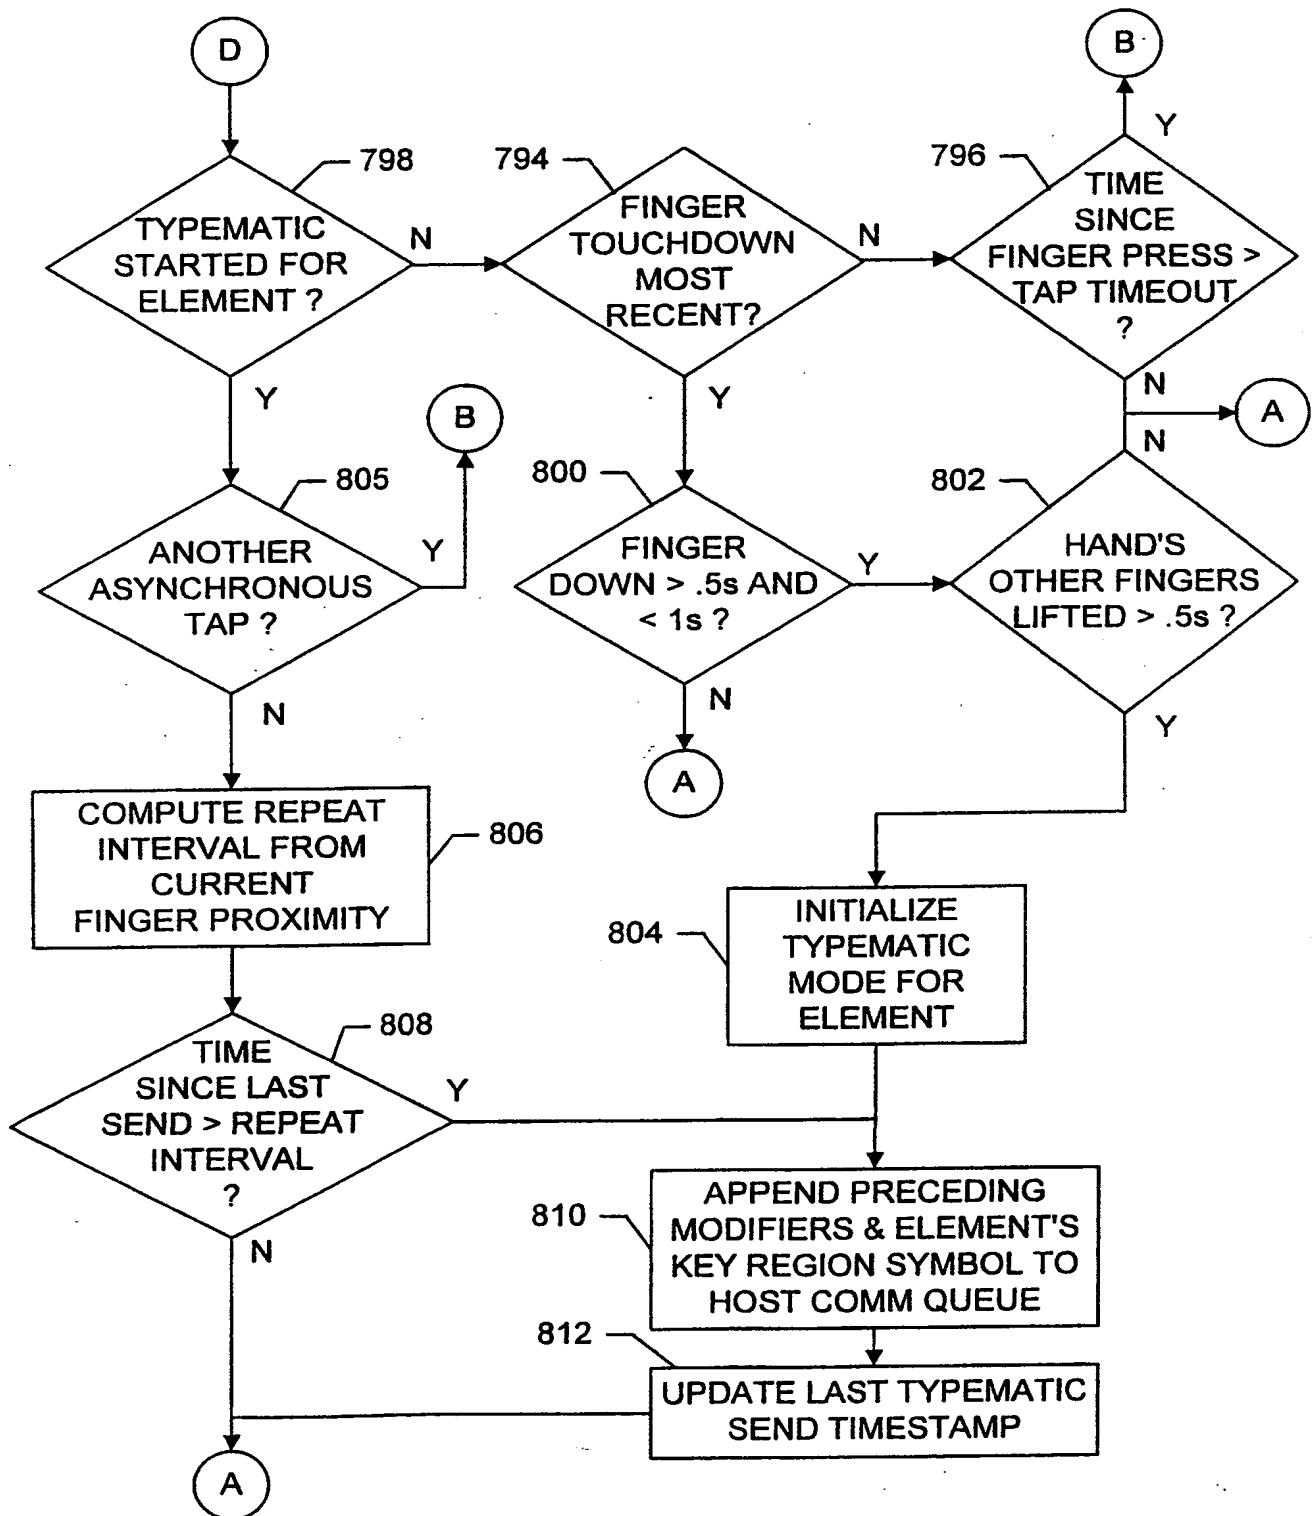 D
B
798
794
796
TYPEMATIC
STARTED FOR
ELEMENT ?
N
FINGER
TOUCHDOWN
MOST
RECENT?
N
Y
TIME
SINCE
FINGER PRESS >
TAP TIMEOUT
?
Y
B
Y
N
A
N
805
800
802
ANOTHER
ASYNCHRONOUS
TAP ?
Y
FINGER
DOWN > .5s AND
< 1s ?
Y
HAND'S
OTHER FINGERS
LIFTED > .5s ?
N
N
Y
A
COMPUTE REPEAT
INTERVAL FROM
CURRENT
FINGER PROXIMITY
806
804
INITIALIZE
TYPEMATIC
MODE FOR
ELEMENT
808
TIME
SINCE LAST
SEND > REPEAT
INTERVAL
?
Y
N
810
APPEND PRECEDING
MODIFIERS & ELEMENT'S
KEY REGION SYMBOL TO
HOST COMM QUEUE
812
UPDATE LAST TYPEMATIC
SEND TIMESTAMP
A